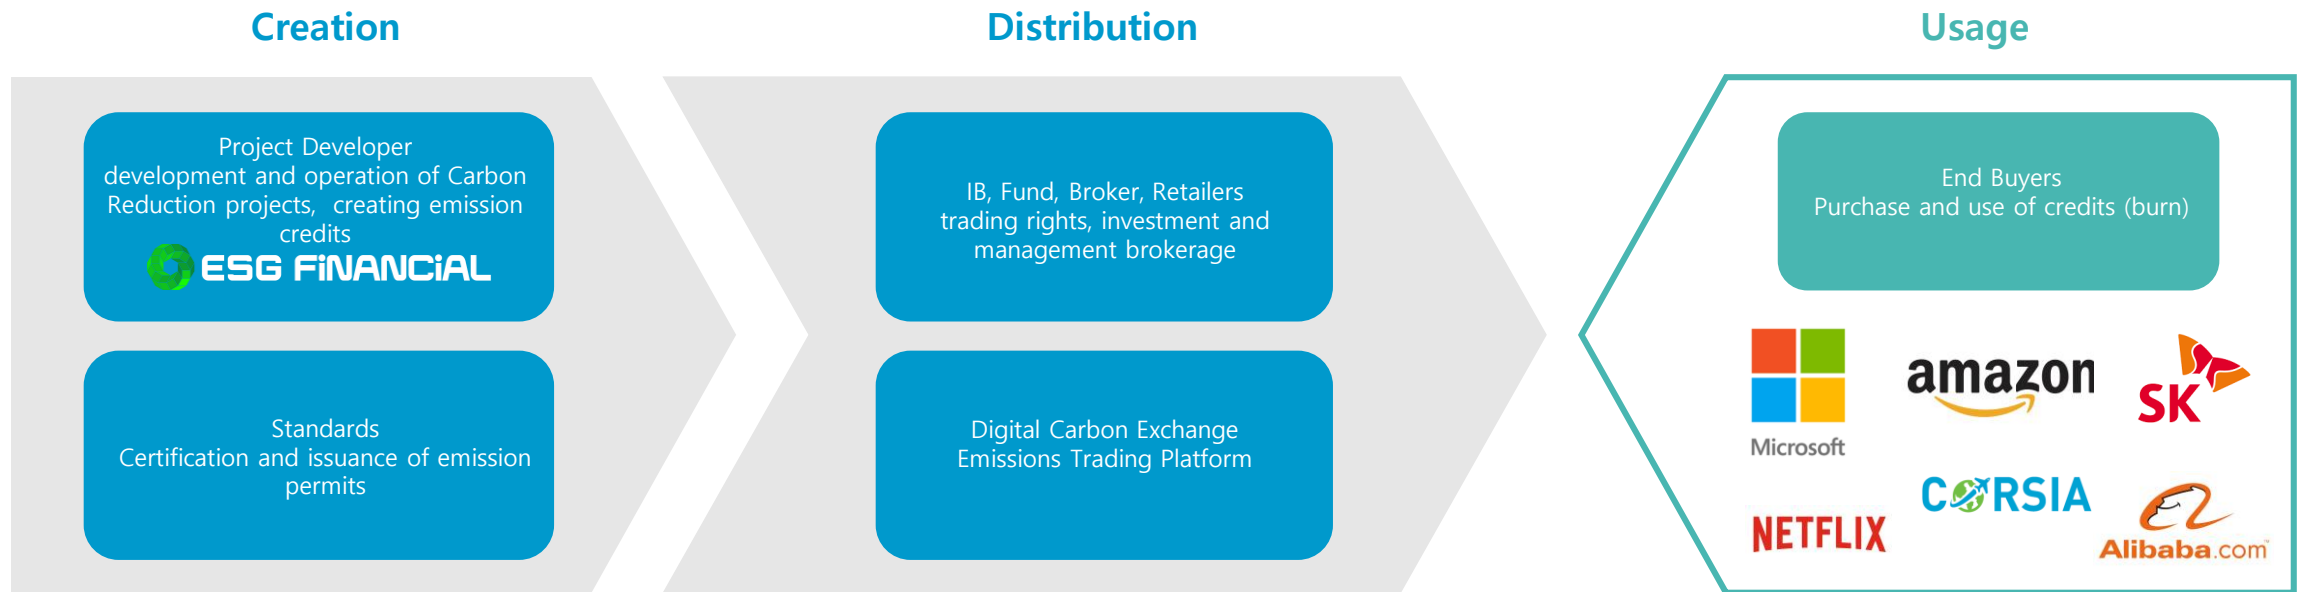 Creation
Distribution
Usage
Project Developer
development and operation of Carbon
Reduction projects, creating emission
credits
ESG FiNANCiAL
Standards
Certification and issuance of emission
permits
IB, Fund, Broker, Retailers
trading rights, investment and
management brokerage
Digital Carbon Exchange
Emissions Trading Platform
End Buyers
Purchase and use of credits (burn)
Microsoft
amazon
SK
NETFLIX
CORSIA
Alibaba.com